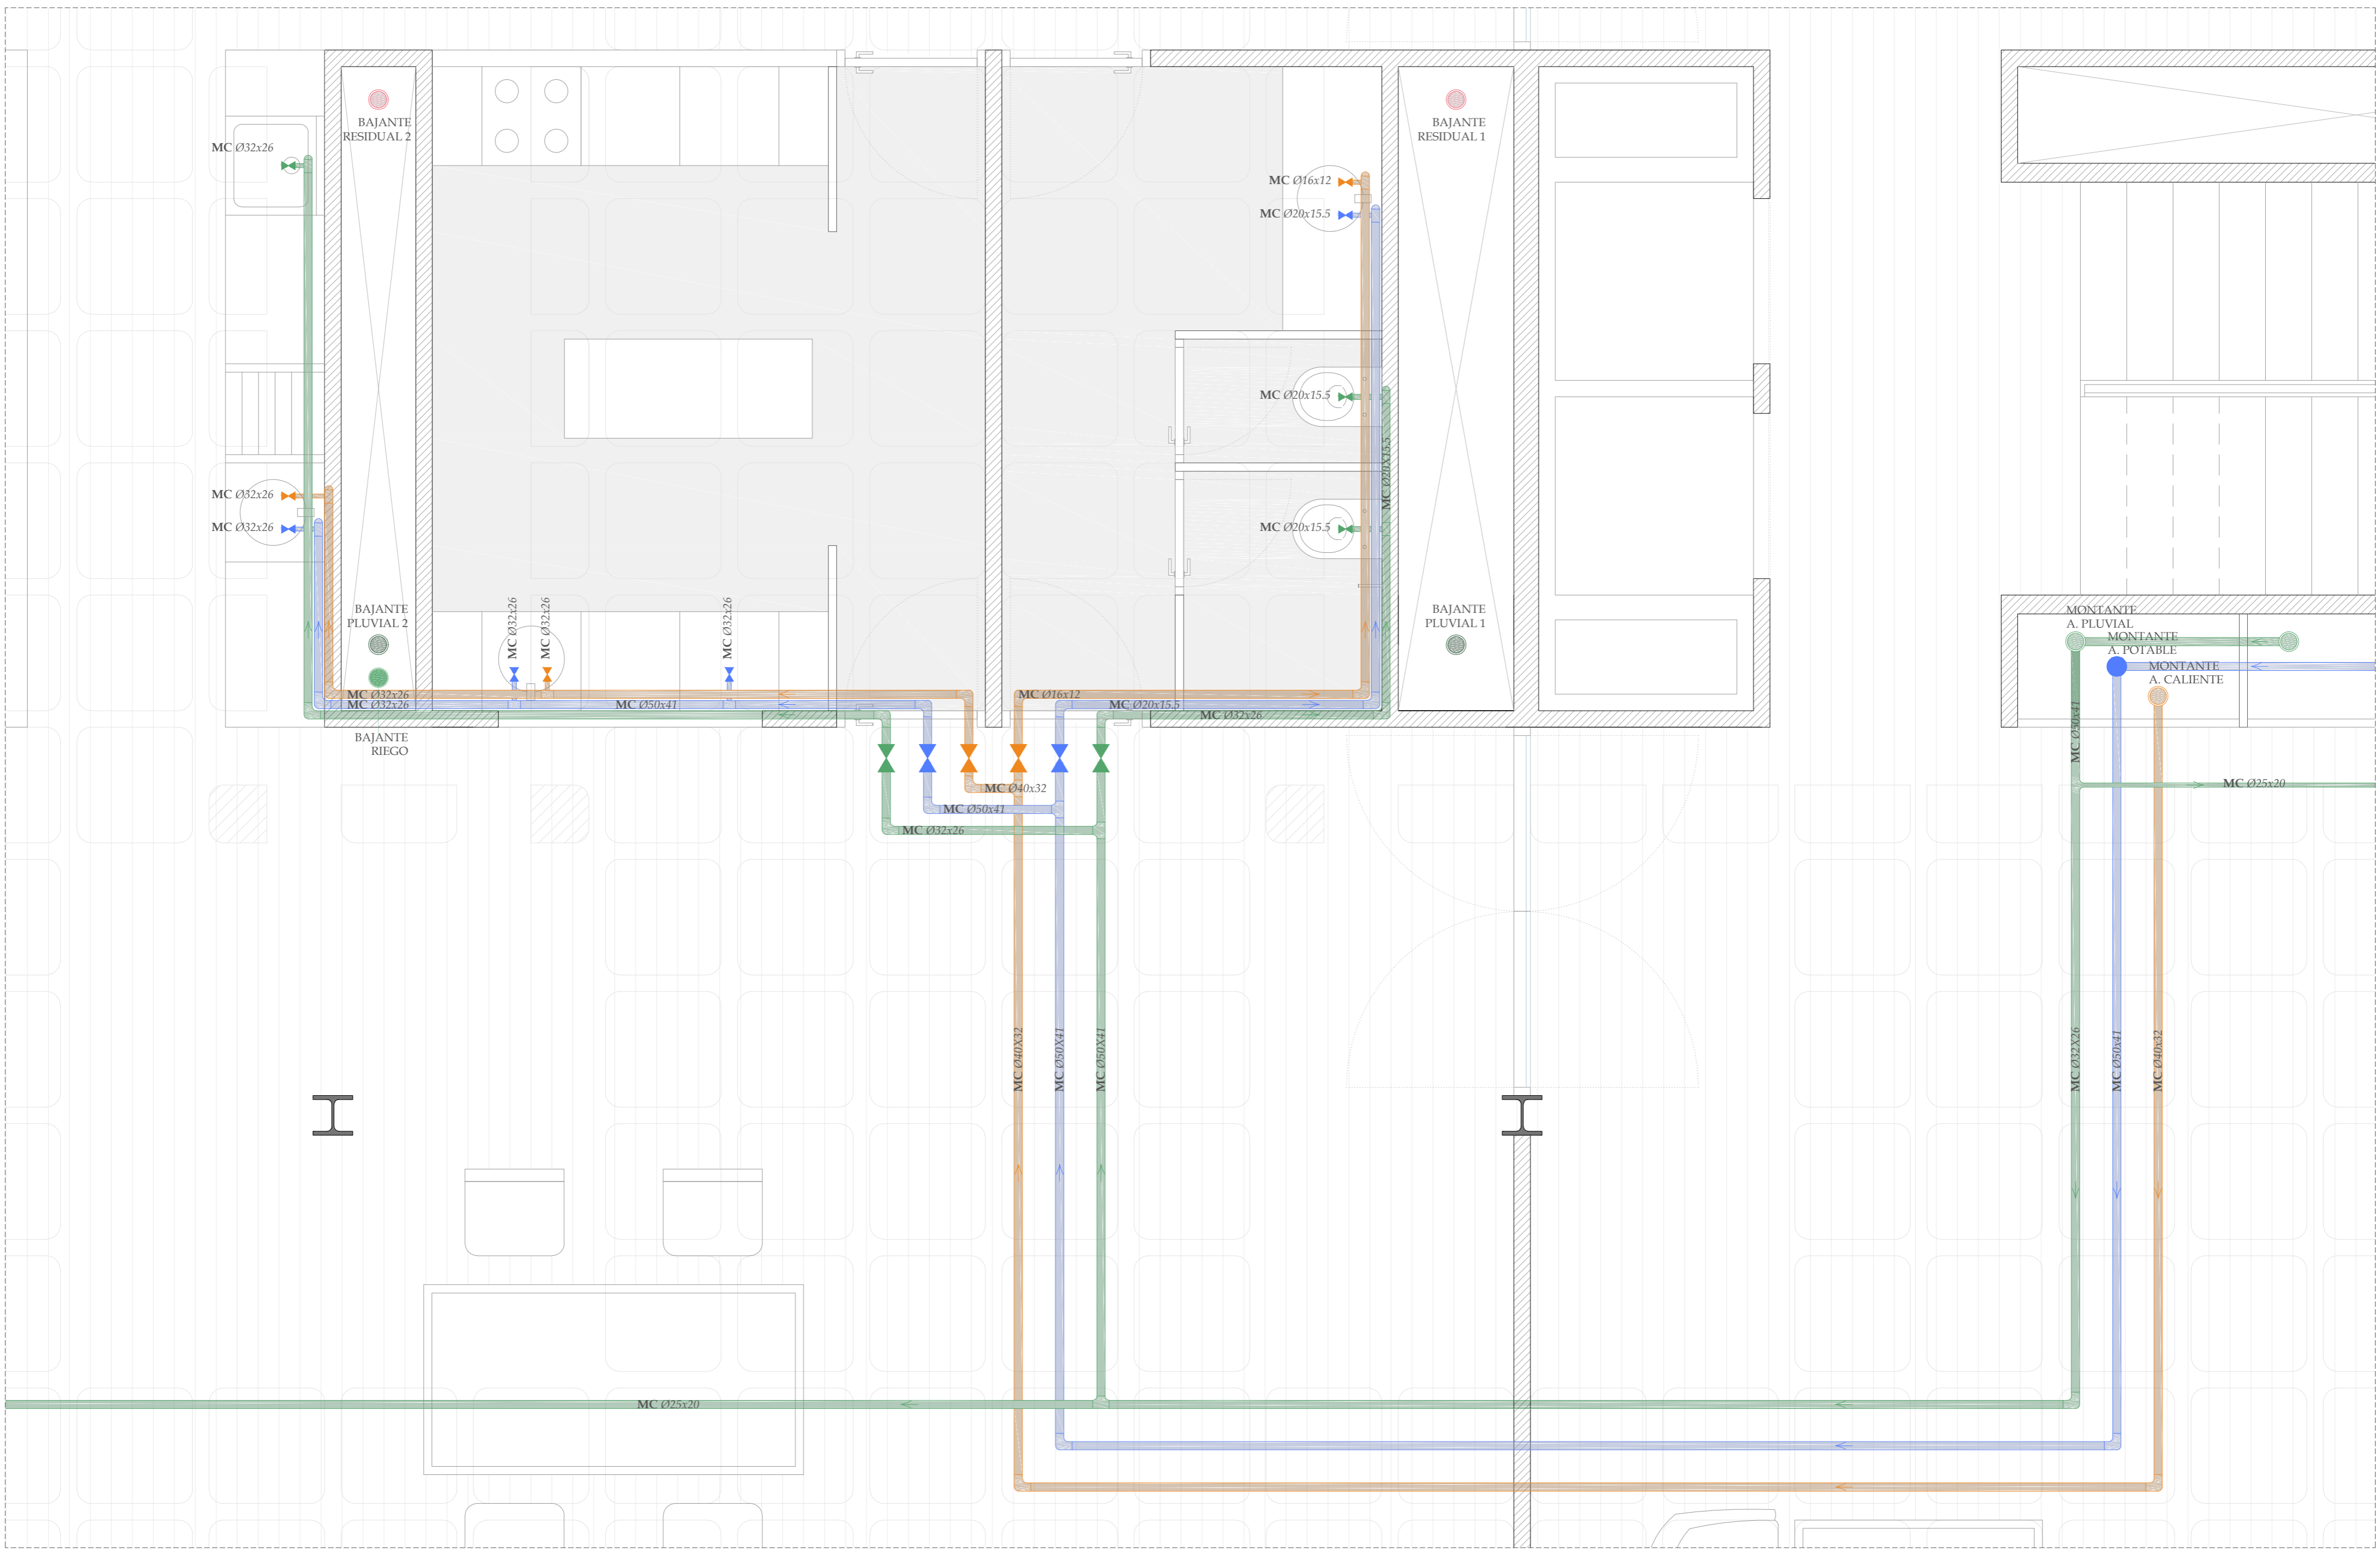 BAJANTE
RESIDUAL 2
BAJANTE
RESIDUAL 1
MC Ø32x26
MC Ø16x12
MC Ø20x15.5
MC Ø20x15.5
MC Ø20X15.5
MC Ø32x26
MC Ø32x26
MC Ø20x15.5
BAJANTE
PLUVIAL 2
MC Ø32x26
MC Ø32x26
MC Ø32x26
BAJANTE
PLUVIAL 1
MONTANTE
A. PLUVIAL
MONTANTE
A. POTABLE
MONTANTE
A. CALIENTE
MC Ø32x26
MC Ø32x26
MC Ø50x41
MC Ø16x12
MC Ø20x15.5
MC Ø32x26
BAJANTE
RIEGO
MC Ø50x41
MC Ø25x20
MC Ø40x32
MC Ø50x41
MC Ø32x26
MC Ø40X32
MC Ø50X41
MC Ø50X41
MC Ø32X26
MC Ø50x41
MC Ø40x32
MC Ø25x20